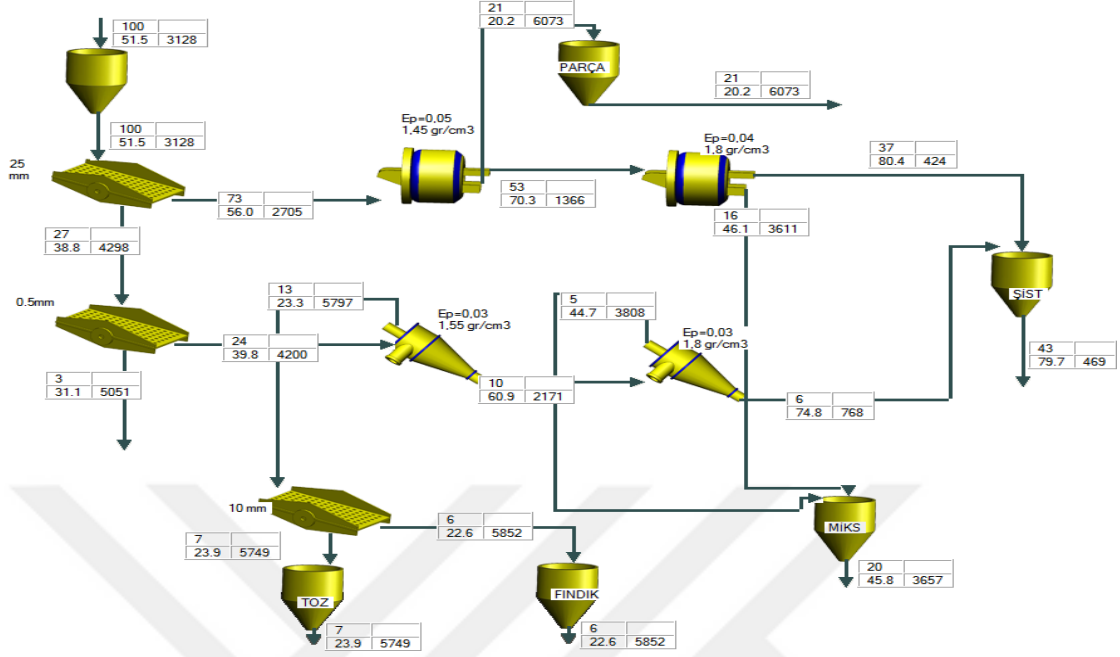 100
51.5 3128
100
51.5 3128
25
mm
73
56.0 2705
27
38.8 4298
0.5mm
3
31.1 5051
24
39.8 4200
13
23.3 5797
Ep=0,03
1,55 gr/cm3
10
60.9 2171
5
44.7 3808
Ep=0,03
1,8 gr/cm3
6
74.8 768
Ep=0,05
1,45 gr/cm3
21
20.2 6073
PARÇA
21
20.2 6073
53
70.3 1366
Ep=0,04
1,8 gr/cm3
37
80.4 424
16
46.1 3611
ŞİST
43
79.7 469
10 mm
7
23.9 5749
6
22.6 5852
TOZ
7
23.9 5749
FINDIK
6
22.6 5852
MİKS
20
45.8 3657